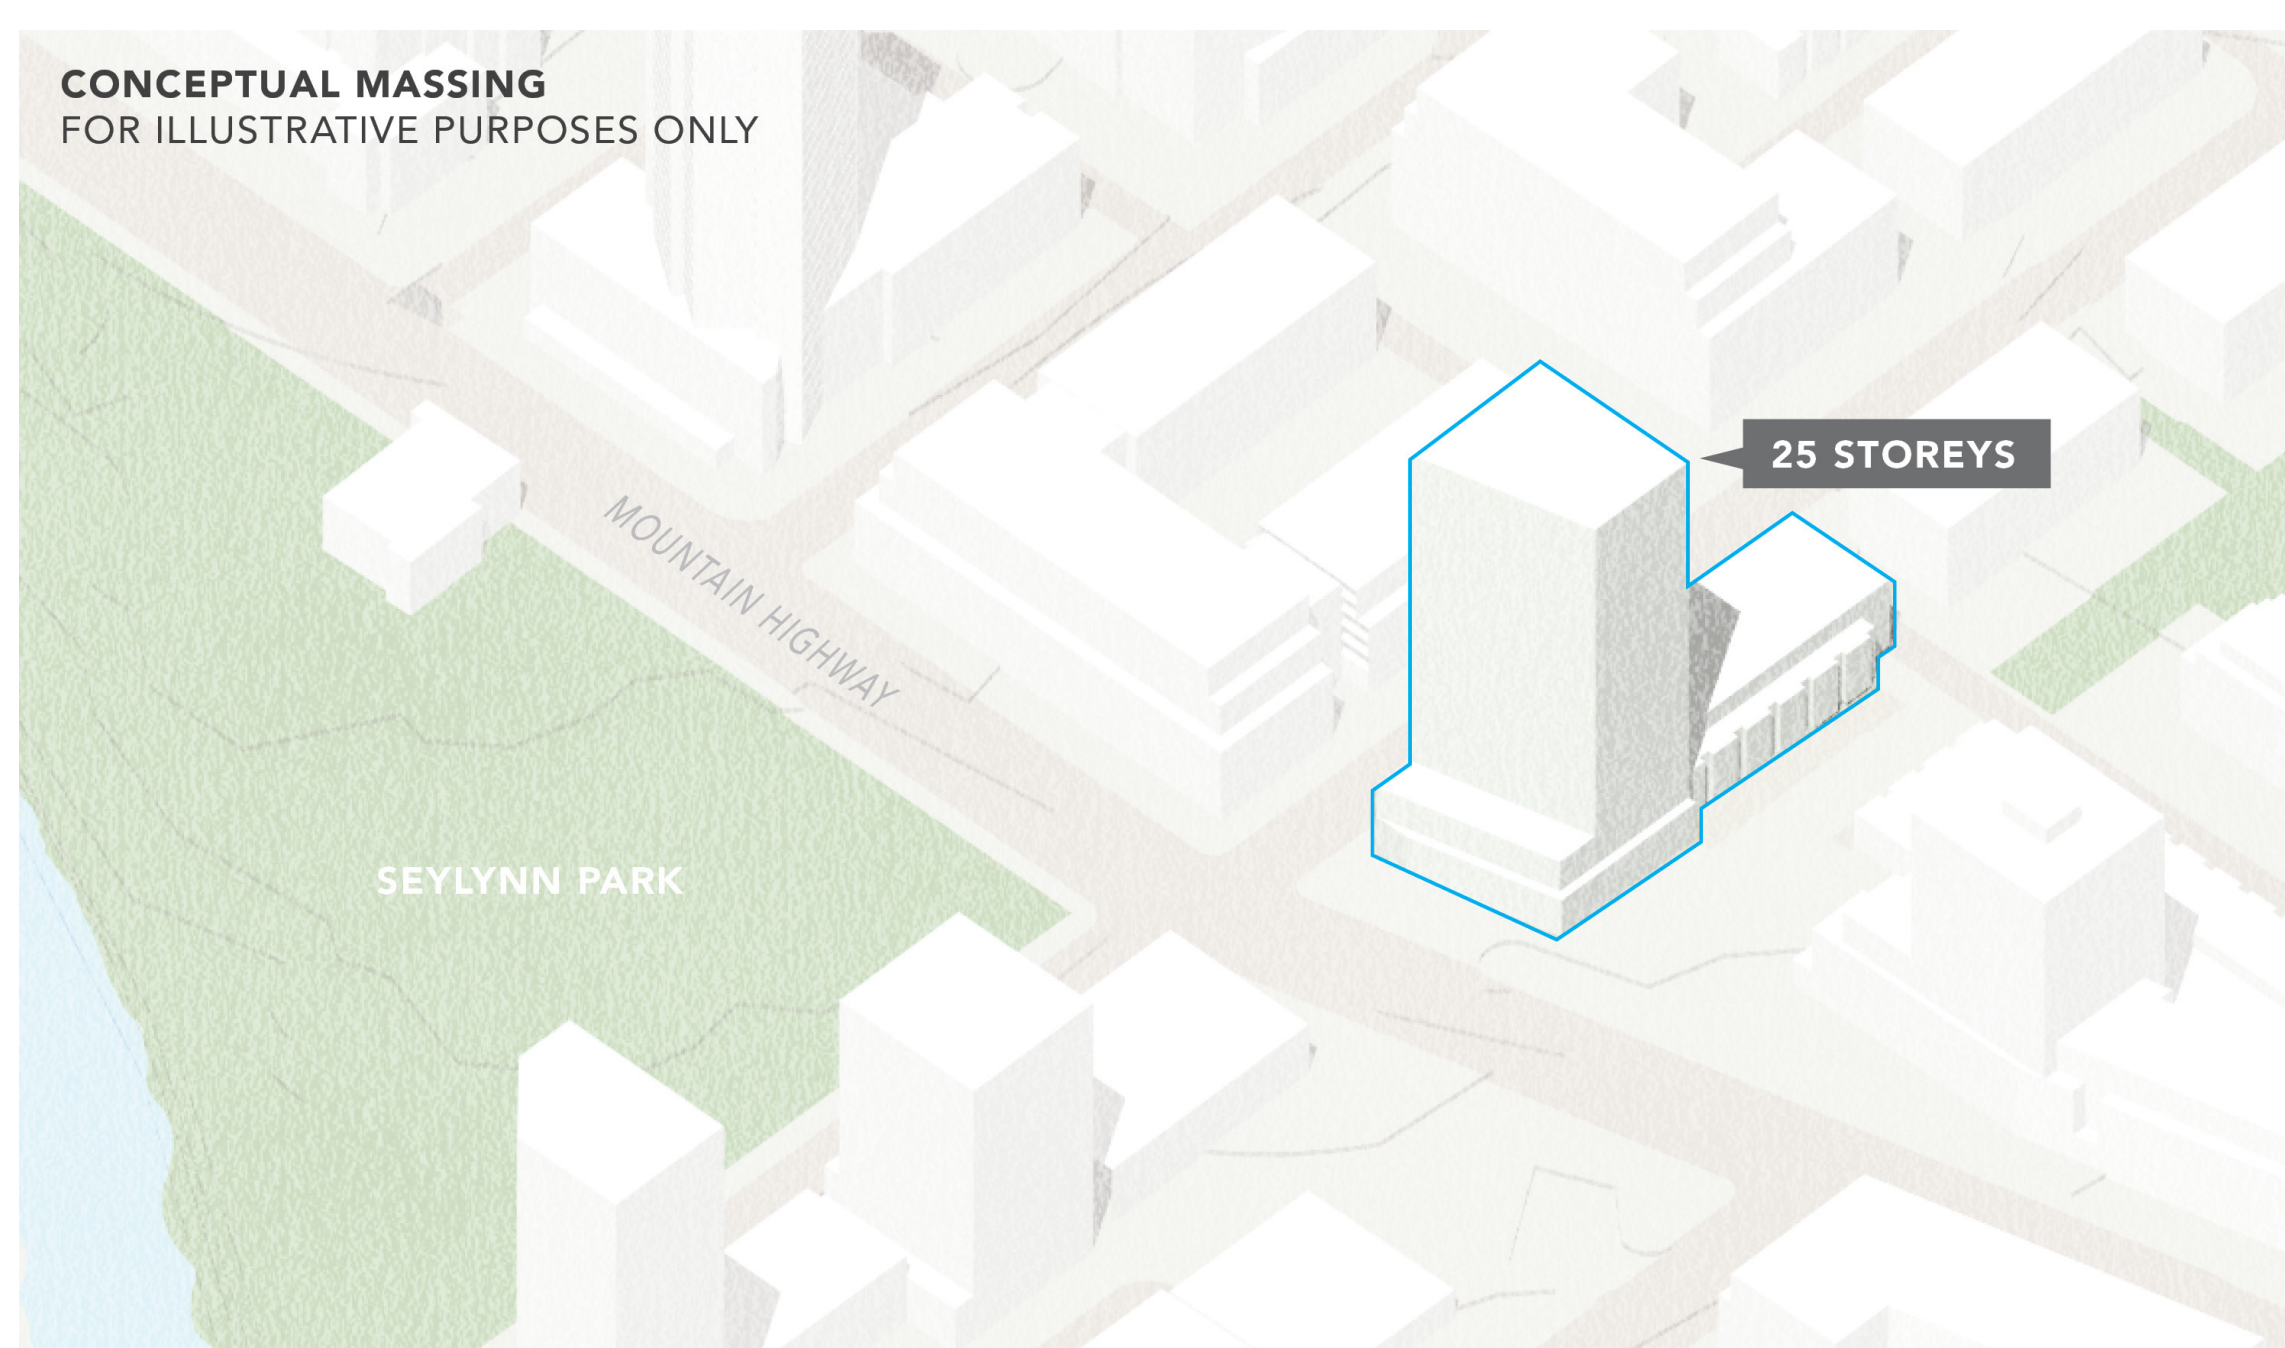 CONCEPTUAL MASSING
FOR ILLUSTRATIVE PURPOSES ONLY
25 STOREYS
MOUNTAIN HIGHWAY
SEYLYNN PARK